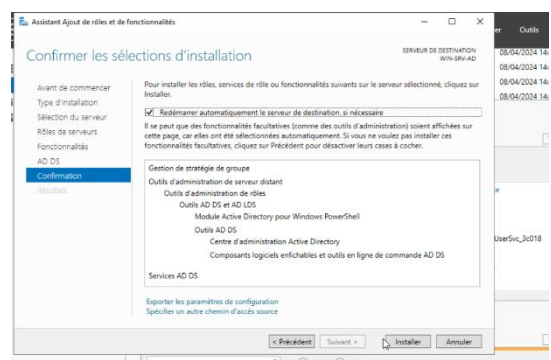 Assistant Ajout de rôles et de fonctionnalités
Outils
Confirmer les sélections d'installation
SERVEUR DE DESTINATION
WIN-SRV-AD
08/04/2024 14:
08/04/2024 14:
08/04/2024 14:
08/04/2024 14:
Avant de commencer
Type d'installation
Sélection du serveur
Rôles de serveurs
Fonctionnalités
AD DS
Confirmation
Résultats
Pour installer les rôles, services de rôle ou fonctionnalités suivants sur le serveur sélectionné, cliquez sur
Installer.
Redémarrer automatiquement le serveur de destination, si nécessaire
Il se peut que des fonctionnalités facultatives (comme des outils d'administration) soient affichées sur
cette page, car elles ont été sélectionnées automatiquement. Si vous ne voulez pas installer ces
fonctionnalités facultatives, cliquez sur Précédent pour désactiver leurs cases à cocher.
Gestion de stratégie de groupe
Outils d'administration de serveur distant
Outils d'administration de rôles
Outils AD DS et AD LDS
Module Active Directory pour Windows PowerShell
Outils AD DS
Centre d'administration Active Directory
Composants logiciels enfichables et outils en ligne de commande AD DS
Services AD DS
UserSvc_3c018
Exporter les paramètres de configuration
Spécifier un autre chemin d'accès source
< Précédent
Suivant >
Installer
Annuler